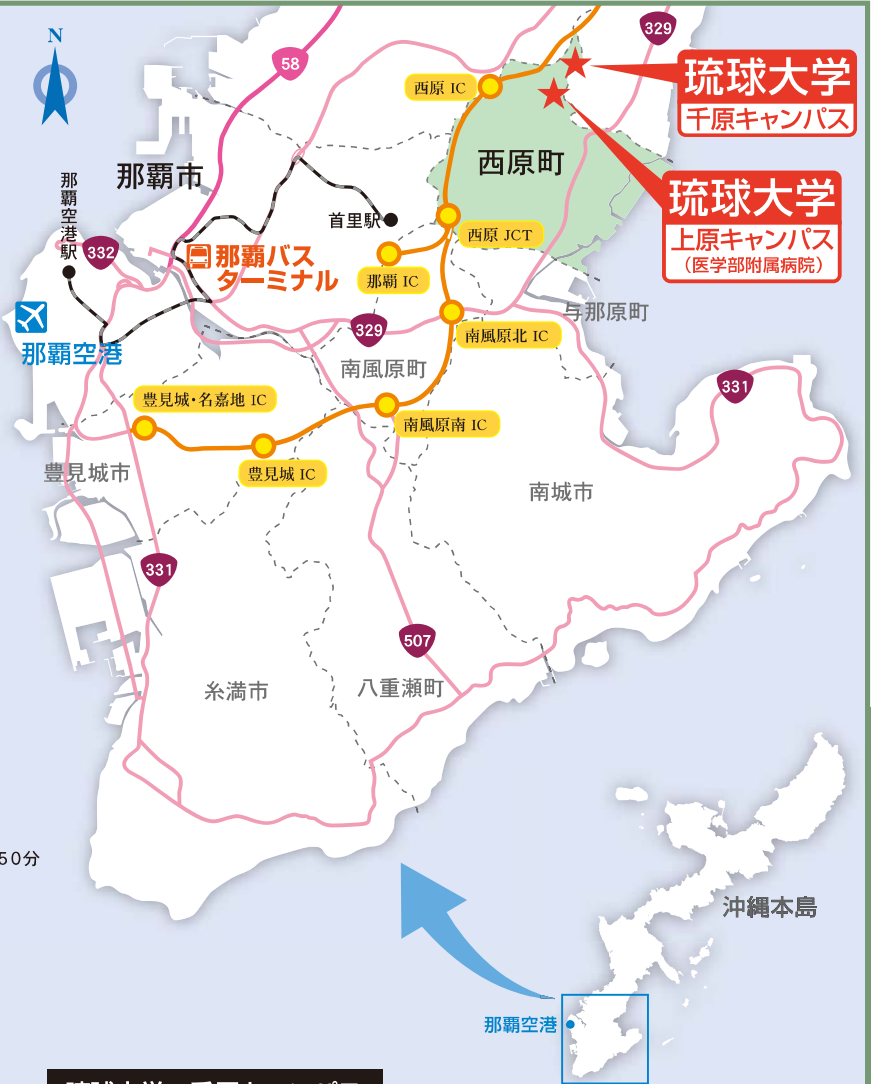 N
58
329
西原 IC
琉球大学
千原キャンパス
那覇市
西原町
琉球大学
上原キャンパス
（医学部附属病院）
那覇空港駅
首里駅
332
那覇バス
ターミナル
西原 JCT
那覇 IC
那覇空港
329
与那原町
南風原北 IC
南風原町
331
豊見城・名嘉地 IC
南風原南 IC
豊見城市
豊見城 IC
南城市
331
507
糸満市
八重瀬町
50分
沖縄本島
那覇空港